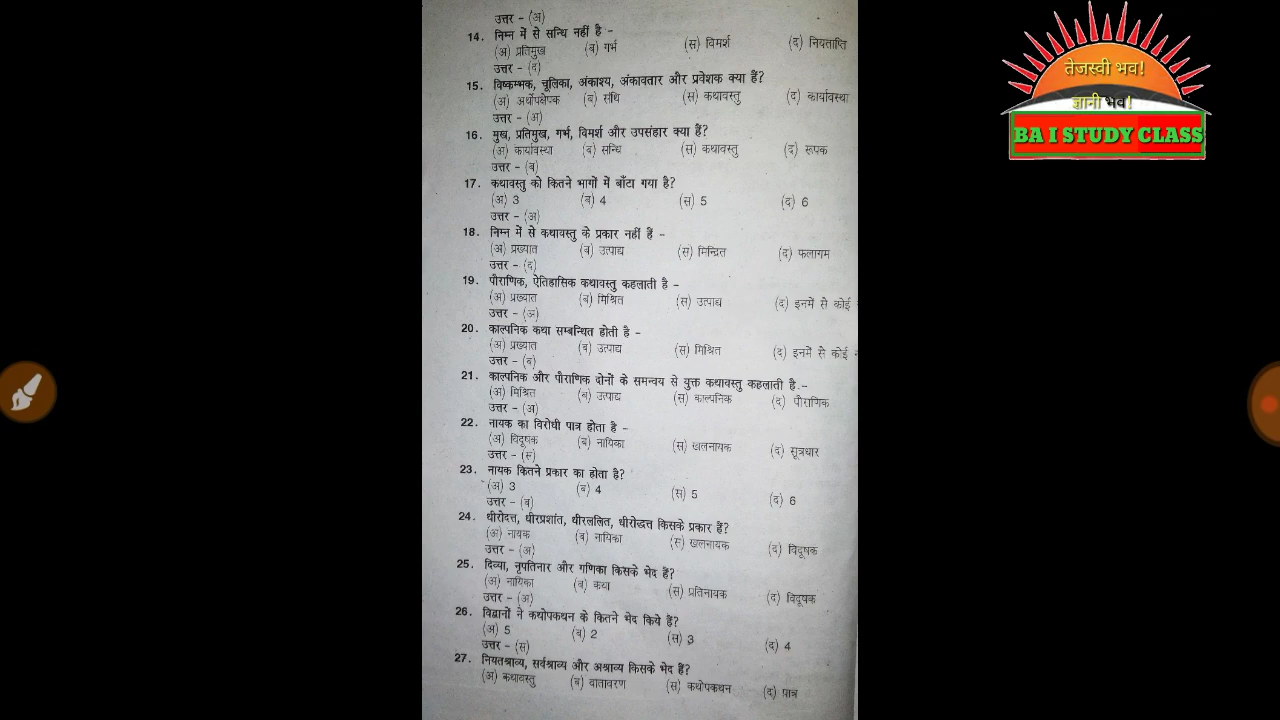 उत्तर - (अ)
14. निम्न में से सन्धि नहीं है -
(अ) प्रतिमुख (ब) गर्भ (स) विमर्श (द) नियताप्ति
उत्तर - (द)
15. विष्कम्भक, चूलिका, अंकाश्य, अंकावतार और प्रवेशक क्या हैं?
(अ) अर्थोपक्षेपक (ब) संधि (स) कथावस्तु (द) कार्यावस्था
उत्तर - (अ)
16. मुख, प्रतिमुख, गर्भ, विमर्श और उपसंहार क्या हैं?
(अ) कार्यावस्था (ब) सन्धि (स) कथावस्तु (द) रूपक
उत्तर - (ब)
17. कथावस्तु को कितने भागों में बाँटा गया है?
(अ) 3 (ब) 4 (स) 5 (द) 6
उत्तर - (अ)
18. निम्न में से कथावस्तु के प्रकार नहीं हैं -
(अ) प्रख्यात (ब) उत्पाद्य (स) मिन्द्रित (द) फलागम
उत्तर - (द)
19. पौराणिक, ऐतिहासिक कथावस्तु कहलाती है -
(अ) प्रख्यात (ब) मिश्रित (स) उत्पाद्य (द) इनमें से कोई
उत्तर - (अ)
20. काल्पनिक कथा सम्बन्धित होती है -
(अ) प्रख्यात (ब) उत्पाद्य (स) मिश्रित (द) इनमें से कोई
उत्तर - (ब)
21. काल्पनिक और पौराणिक दोनों के समन्वय से युक्त कथावस्तु कहलाती है -
(अ) मिश्रित (ब) उत्पाद्य (स) काल्पनिक (द) पौराणिक
उत्तर - (अ)
22. नायक का विरोधी पात्र होता है -
(अ) विदूषक (ब) नायिका (स) खलनायक (द) सूत्रधार
उत्तर - (स)
23. नायक कितने प्रकार का होता है?
(अ) 3 (ब) 4 (स) 5 (द) 6
उत्तर - (ब)
24. धीरोदत्त, धीरप्रशांत, धीरललित, धीरोद्धत्त किसके प्रकार हैं?
(अ) नायक (ब) नायिका (स) खलनायक (द) विदूषक
उत्तर - (अ)
25. दिव्या, नृपतिनार और गणिका किसके भेद हैं?
(अ) नायिका (ब) कथा (स) प्रतिनायक (द) विदूषक
उत्तर - (अ)
26. विद्वानों ने कथोपकथन के कितने भेद किये हैं?
(अ) 5 (ब) 2 (स) 3 (द) 4
उत्तर - (स)
27. नियतश्राव्य, सर्वश्राव्य और अश्राव्य किसके भेद हैं?
(अ) कथावस्तु (ब) वातावरण (स) कथोपकथन (द) पात्र
तेजस्वी भव!
ज्ञानी भव!
BA I STUDY CLASS